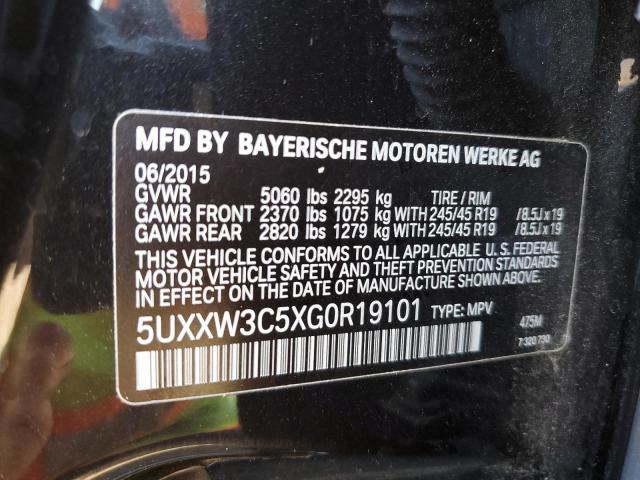 MFD BY BAYERISCHE MOTOREN WERKE AG
06/2015
GVWR 5060 lbs 2295 kg TIRE / RIM
GAWR FRONT 2370 lbs 1075 kg WITH 245/45 R19 /8.5J x 19
GAWR REAR 2820 lbs 1279 kg WITH 245/45 R19 /8.5J x 19
THIS VEHICLE CONFORMS TO ALL APPLICABLE U.S. FEDERAL
MOTOR VEHICLE SAFETY AND THEFT PREVENTION STANDARDS
IN EFFECT ON THE DATE OF MANUFACTURE SHOWN ABOVE.
5UXXW3C5XG0R19101 TYPE: MPV 475M
7 320 730